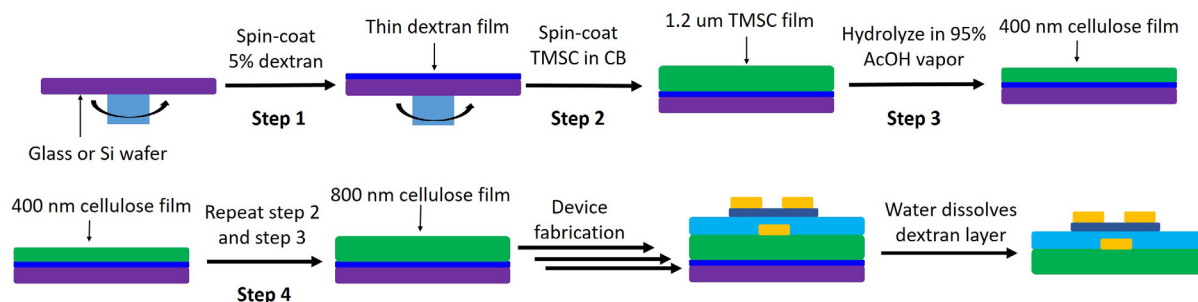 Spin-coat
5% dextran
Step 1
Glass or Si wafer
Thin dextran film
Spin-coat
TMSC in CB
Step 2
1.2 um TMSC film
Hydrolyze in 95%
AcOH vapor
Step 3
400 nm cellulose film
400 nm cellulose film
Repeat step 2
and step 3
Step 4
800 nm cellulose film
Device
fabrication
Water dissolves
dextran layer